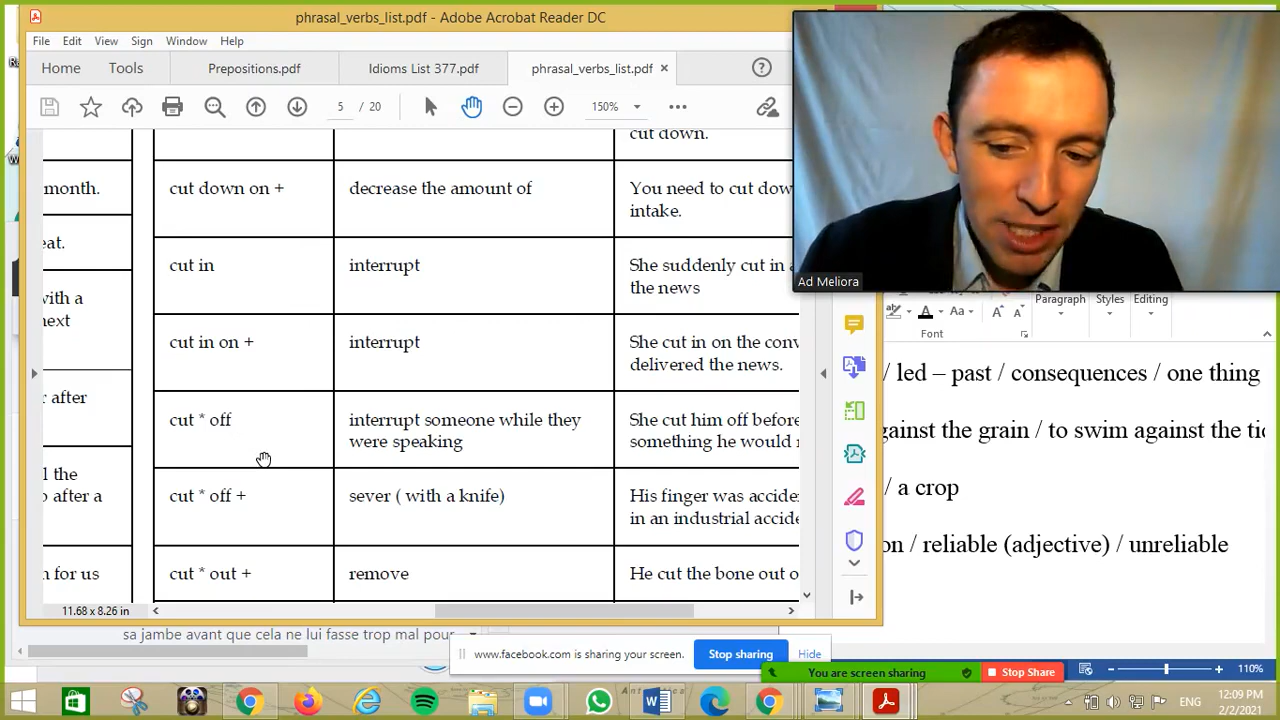 phrasal_verbs_list.pdf - Adobe Acrobat Reader DC
File Edit View Sign Window Help
Home Tools Prepositions.pdf Idioms List 377.pdf phrasal_verbs_list.pdf ×
5 / 20 150%
cut down.
month.
cut down on +
decrease the amount of
You need to cut dow
intake.
eat.
cut in
interrupt
She suddenly cut in a
the news
with a
next
cut in on +
interrupt
She cut in on the conv
delivered the news.
r after
cut * off
interrupt someone while they
were speaking
She cut him off before
something he would
l the
o after a
cut * off +
sever ( with a knife)
His finger was accider
in an industrial accide
n for us
cut * out +
remove
He cut the bone out o
11.68 x 8.26 in
Ad Meliora
Aa
Paragraph Styles Editing
Font
/ led – past / consequences / one thing
gainst the grain / to swim against the tid
/ a crop
on / reliable (adjective) / unreliable
sa jambe avant que cela ne lui fasse trop mal pour
www.facebook.com is sharing your screen. Stop sharing Hide
You are screen sharing Stop Share
110%
ENG
12:09 PM
2/2/2021